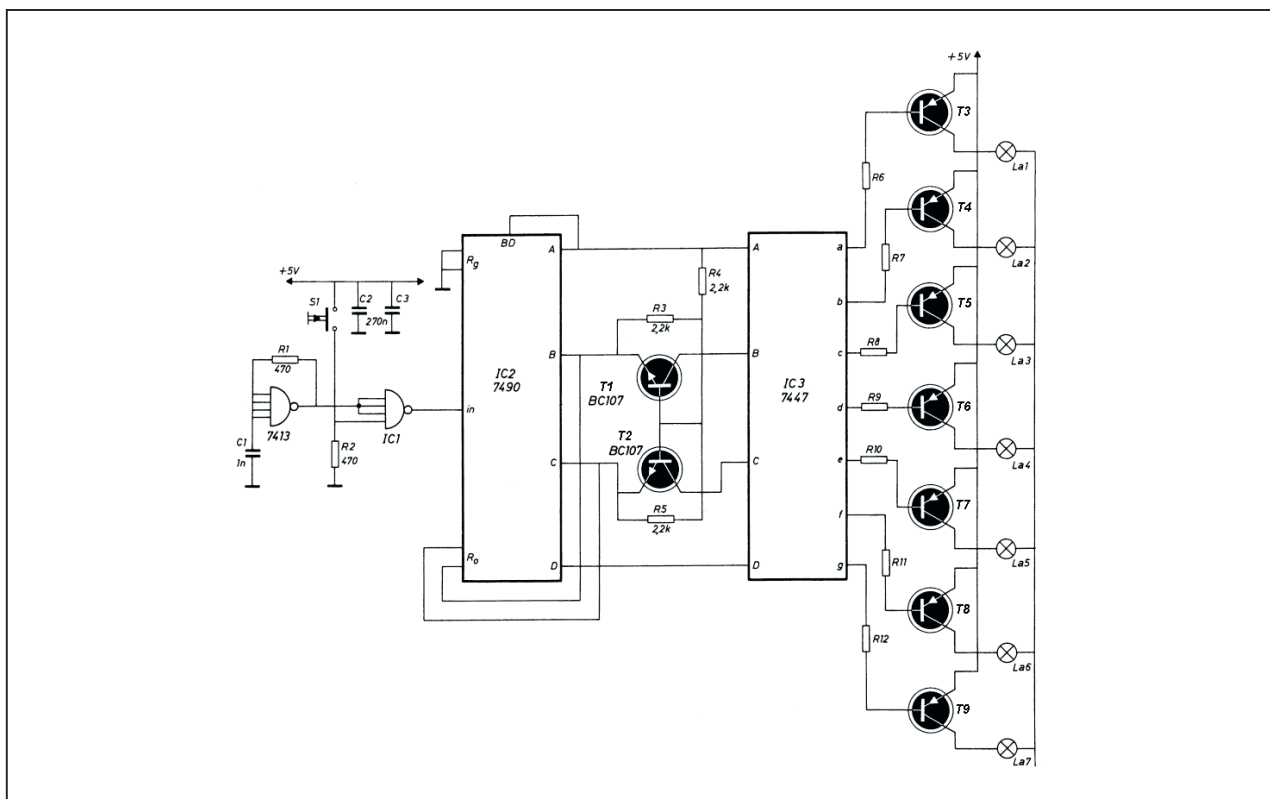 +5V
T3
La1
R6
T4
La2
R7
T5
La3
R8
T6
La4
R9
T7
La5
R10
T8
La6
R11
T9
La7
R12
+5V
S1
C2
270n
C3
R1
470
7413
C1
1n
R2
470
IC1
BD
Rg
in
Ro
IC2
7490
A
B
C
D
R4
2,2k
R3
2,2k
T1
BC107
T2
BC107
R5
2,2k
A
B
C
D
IC3
7447
a
b
c
d
e
f
g